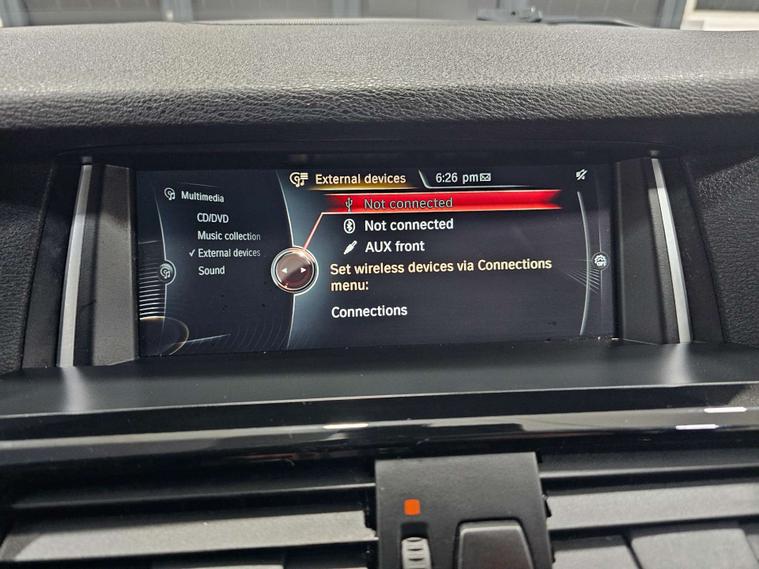 Multimedia
CD/DVD
Music collection
External devices
Sound
External devices
6:26 pm
Not connected
Not connected
AUX front
Set wireless devices via Connections
menu:
Connections